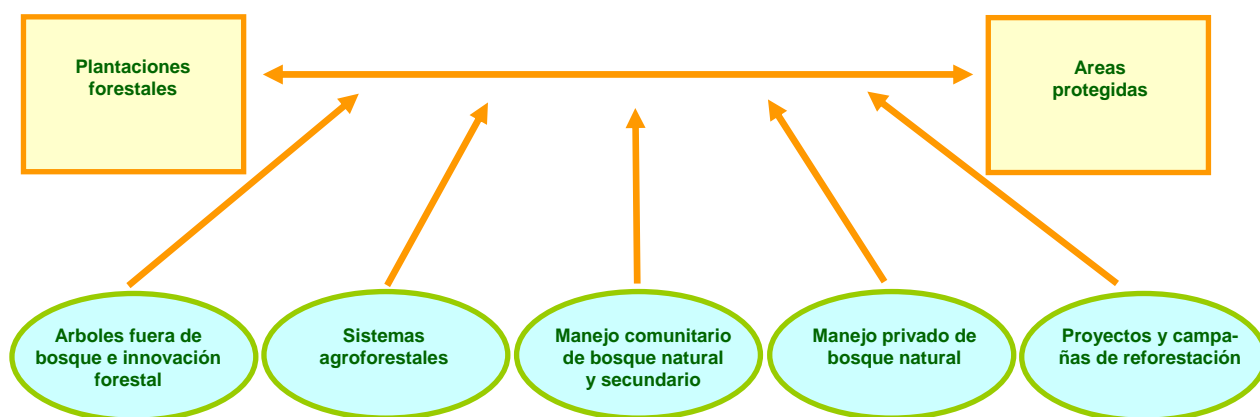 Plantaciones
forestales
Areas
protegidas
Arboles fuera de
bosque e innovación
forestal
Sistemas
agroforestales
Manejo comunitario
de bosque natural
y secundario
Manejo privado de
bosque natural
Proyectos y campa-
ñas de reforestación